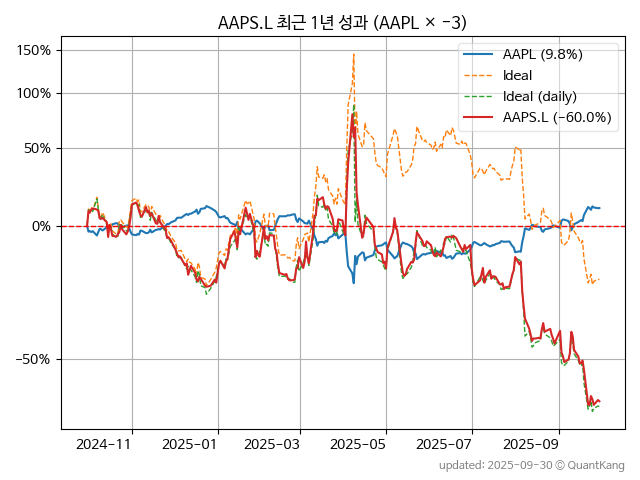 AAPS.L 최근 1년 성과 (AAPL × −3)
150%
100%
50%
0%
−50%
AAPL (9.8%)
Ideal
Ideal (daily)
AAPS.L (−60.0%)
2024-11
2025-01
2025-03
2025-05
2025-07
2025-09
updated: 2025-09-30 © QuantKang